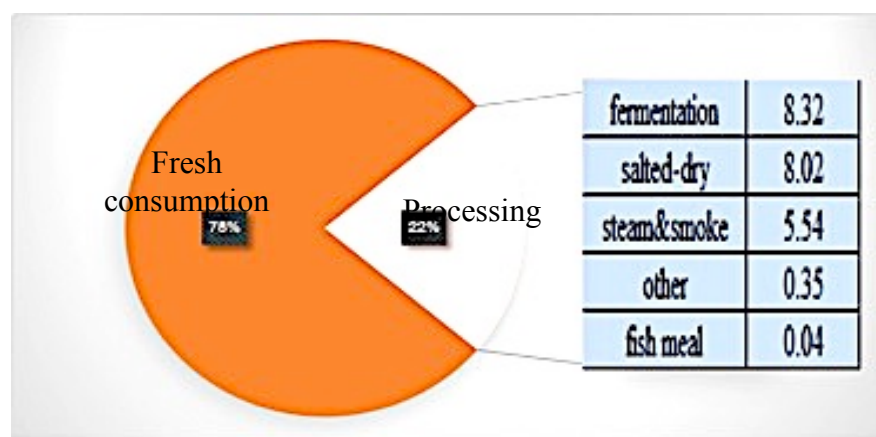 Fresh
consumption
78%
Processing
22%
fermentation 8.32
salted-dry 8.02
steam&smoke 5.54
other 0.35
fish meal 0.04